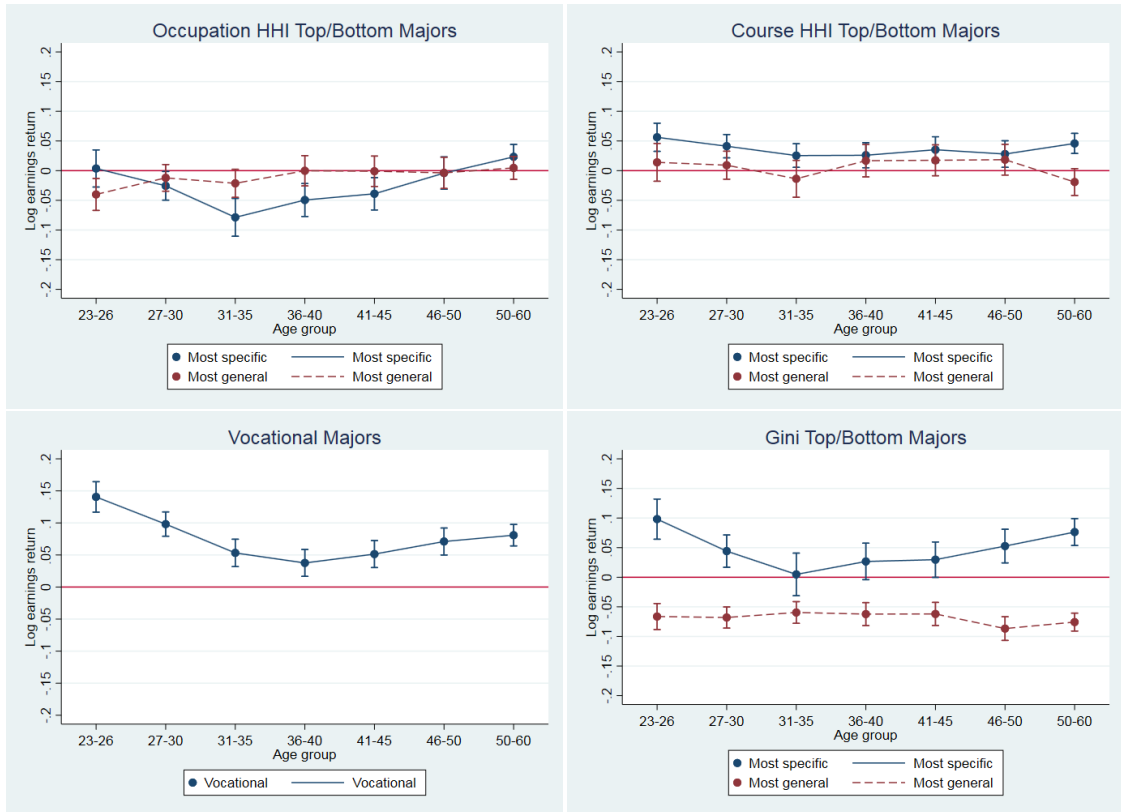 Occupation HHI Top/Bottom Majors
Log earnings return
.2
.15
.1
.05
0
-.05
-.1
-.15
-.2
23-26 27-30 31-35 36-40 41-45 46-50 50-60
Age group
Most specific Most specific
Most general Most general
Course HHI Top/Bottom Majors
Log earnings return
.2
.15
.1
.05
0
-.05
-.1
-.15
-.2
23-26 27-30 31-35 36-40 41-45 46-50 50-60
Age group
Most specific Most specific
Most general Most general
Vocational Majors
Log earnings return
.2
.15
.1
.05
0
-.05
-.1
-.15
-.2
23-26 27-30 31-35 36-40 41-45 46-50 50-60
Age group
Vocational Vocational
Gini Top/Bottom Majors
Log earnings return
.2
.15
.1
.05
0
-.05
-.1
-.15
-.2
23-26 27-30 31-35 36-40 41-45 46-50 50-60
Age group
Most specific Most specific
Most general Most general